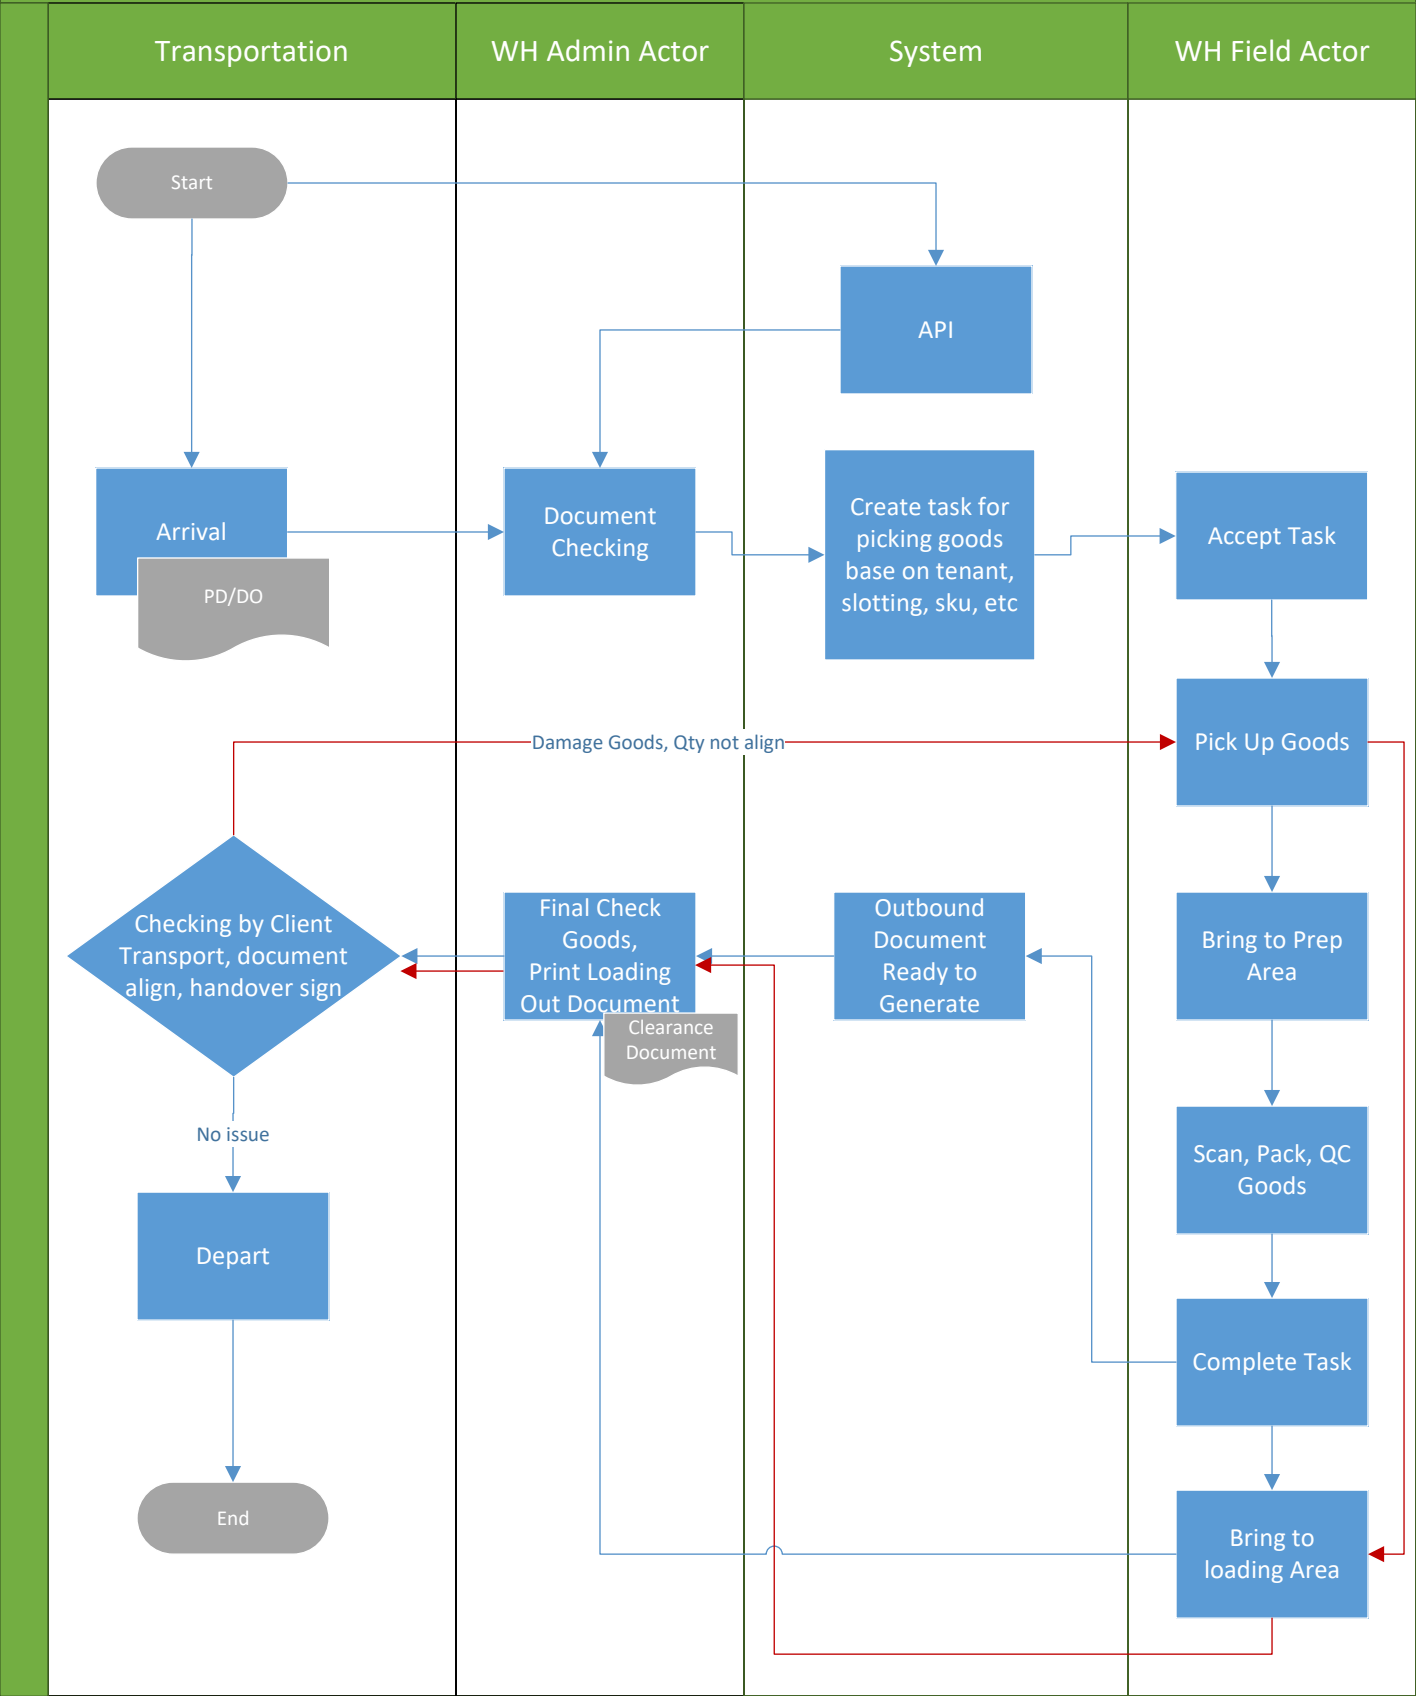 Transportation
WH Admin Actor
System
WH Field Actor
Start
API
Arrival
PD/DO
Document
Checking
Create task for
picking goods
base on tenant,
slotting, sku, etc
Accept Task
Damage Goods, Qty not align
Pick Up Goods
Checking by Client
Transport, document
align, handover sign
Final Check
Goods,
Print Loading
Out Document
Clearance
Document
Outbound
Document
Ready to
Generate
Bring to Prep
Area
No issue
Scan, Pack, QC
Goods
Depart
Complete Task
End
Bring to
loading Area